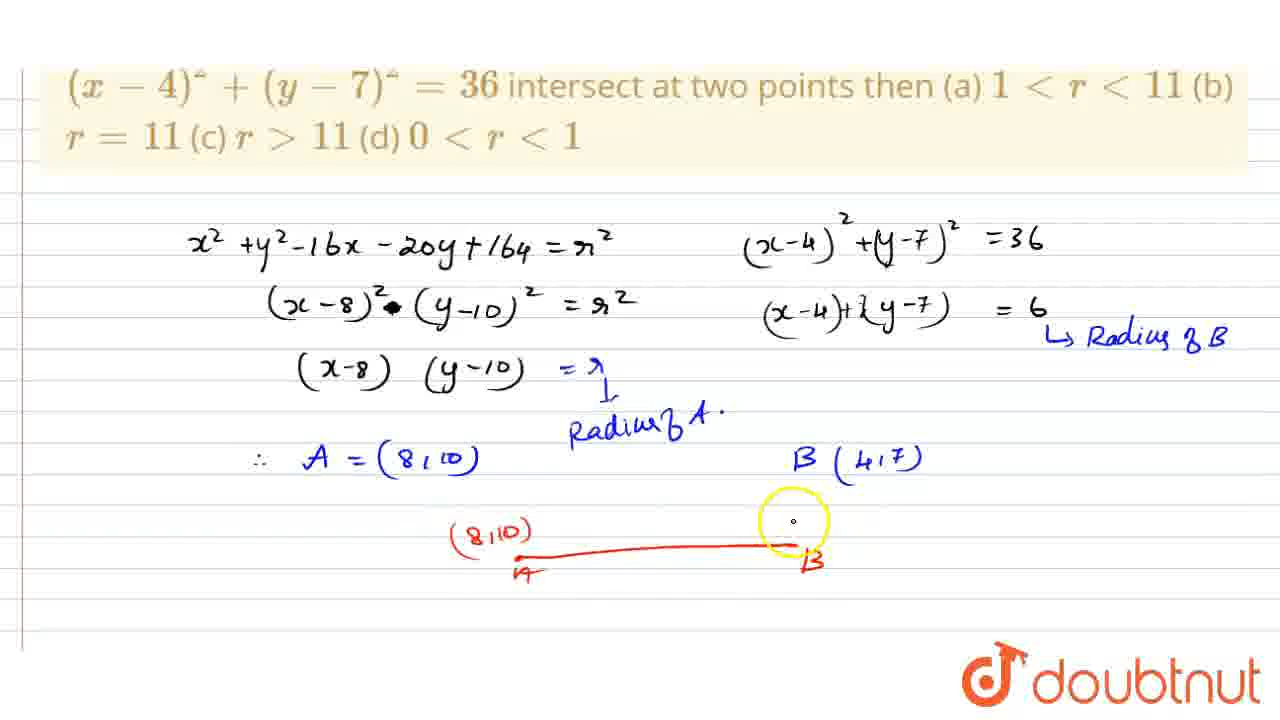 (x − 4)² + (y − 7)² = 36 intersect at two points then (a) 1 < r < 11 (b)
r = 11 (c) r > 11 (d) 0 < r < 1
x² + y² - 16x - 20y + 164 = r²
(x-4)² + (y-7)² = 36
(x-8)² (y-10)² = r²
(x-4) + (y-7) = 6
↳ Radius of B
(x-8) (y-10) = r
Radius of A.
∴ A = (8,10)
B (4,7)
(8,10)
A
B
doubtnut